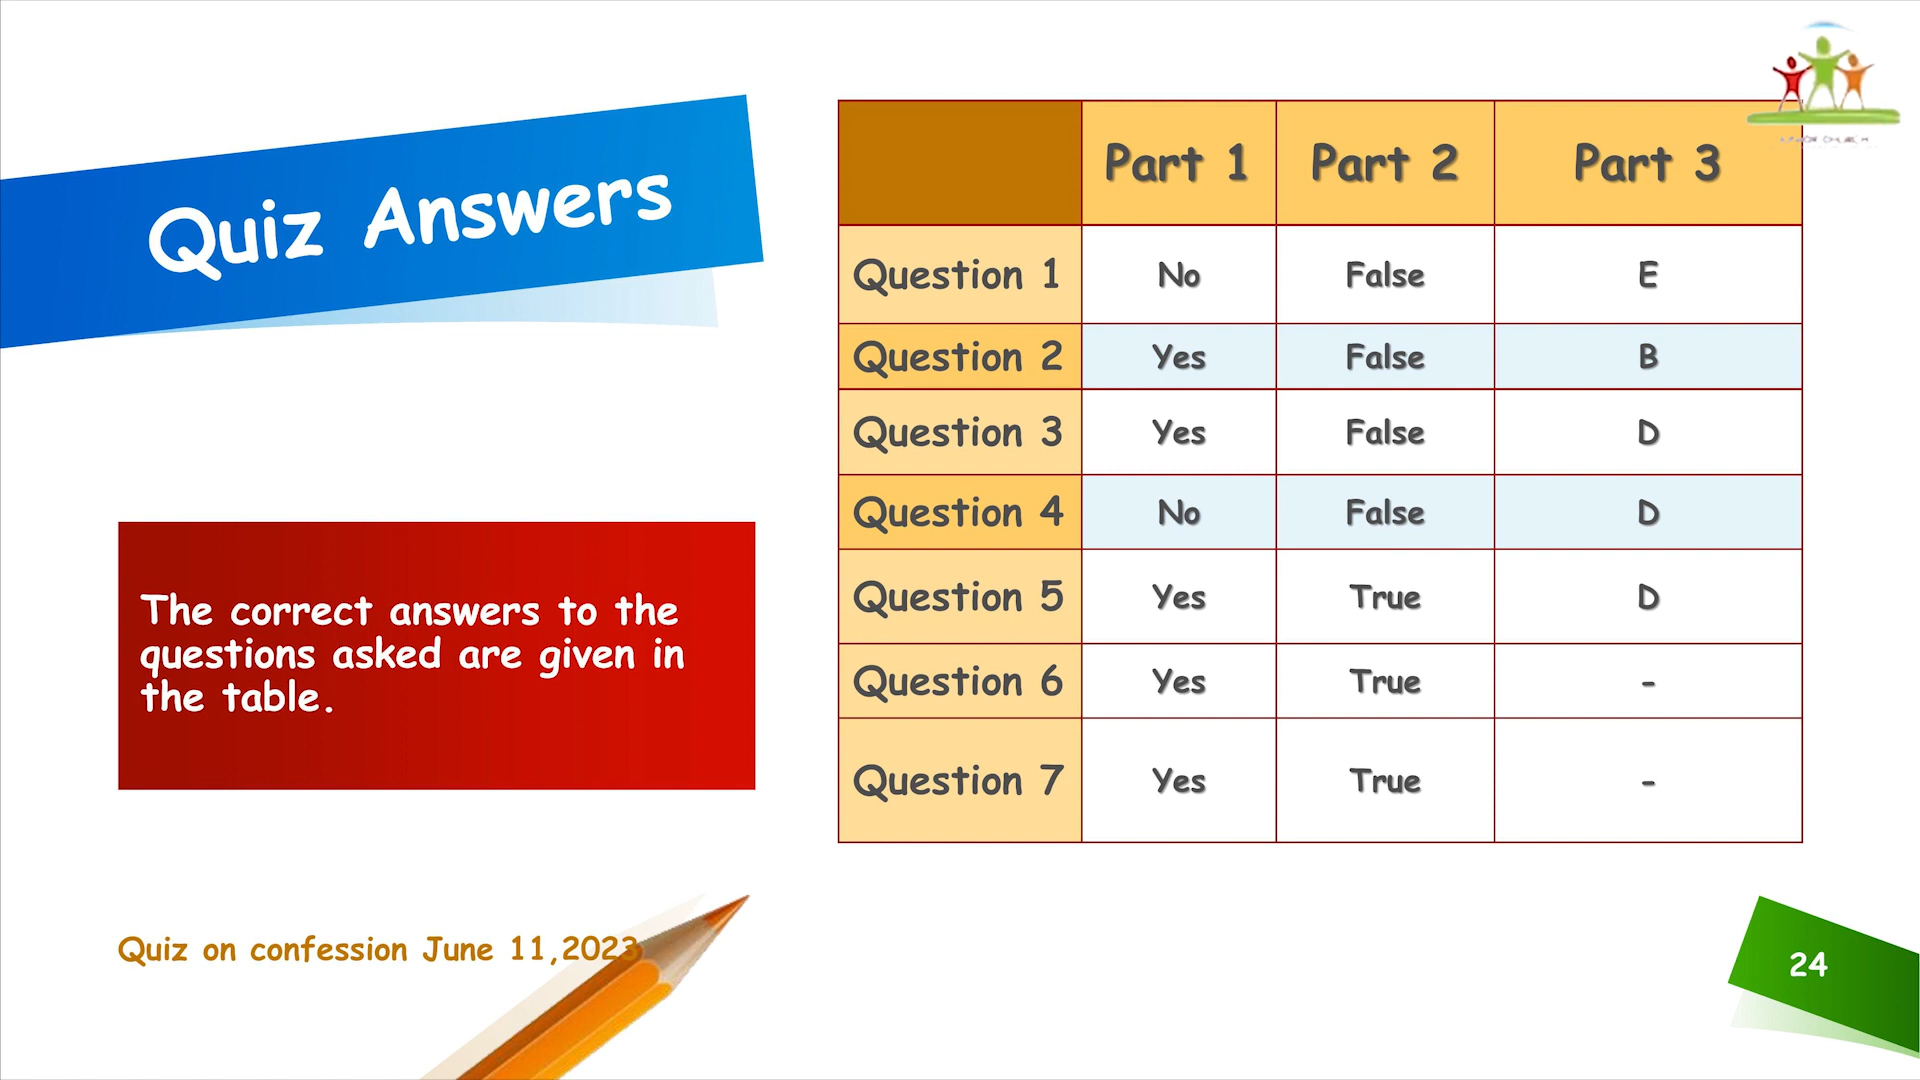 Quiz Answers
The correct answers to the
questions asked are given in
the table.
Part 1 Part 2 Part 3
Question 1 No False E
Question 2 Yes False B
Question 3 Yes False D
Question 4 No False D
Question 5 Yes True D
Question 6 Yes True -
Question 7 Yes True -
Quiz on confession June 11,2023
24